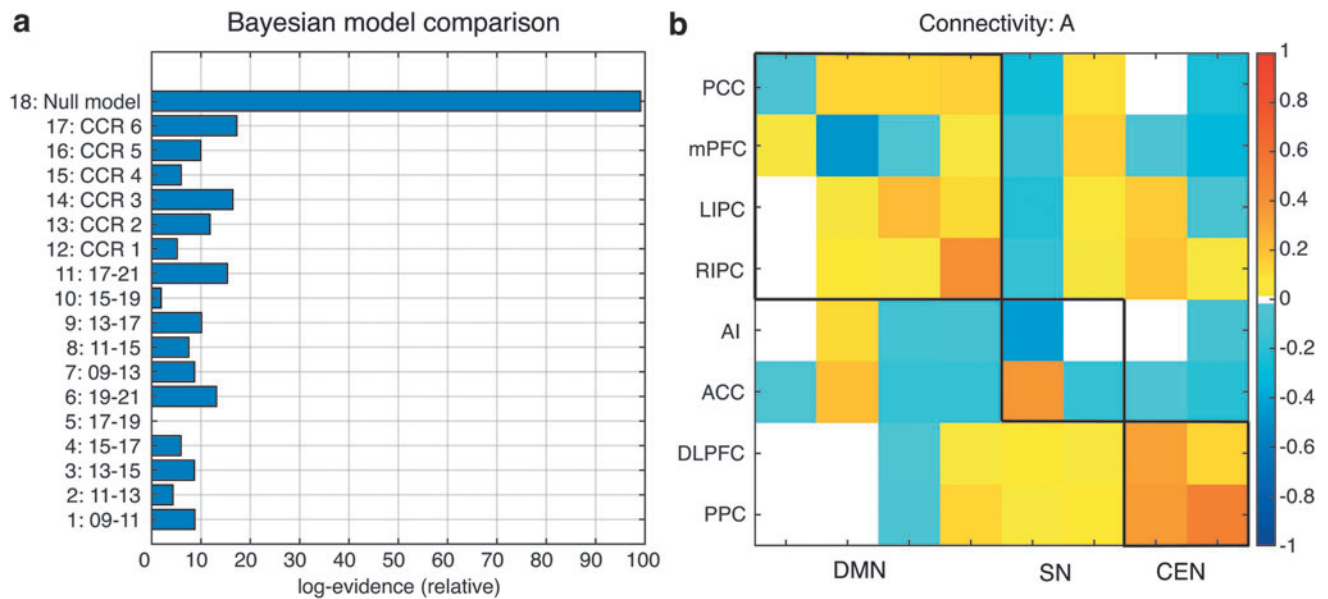 a
Bayesian model comparison
18: Null model
17: CCR 6
16: CCR 5
15: CCR 4
14: CCR 3
13: CCR 2
12: CCR 1
11: 17-21
10: 15-19
9: 13-17
8: 11-15
7: 09-13
6: 19-21
5: 17-19
4: 15-17
3: 13-15
2: 11-13
1: 09-11
0 10 20 30 40 50 60 70 80 90 100
log-evidence (relative)
b
Connectivity: A
PCC
mPFC
LIPC
RIPC
AI
ACC
DLPFC
PPC
DMN SN CEN
1
0.8
0.6
0.4
0.2
0
-0.2
-0.4
-0.6
-0.8
-1